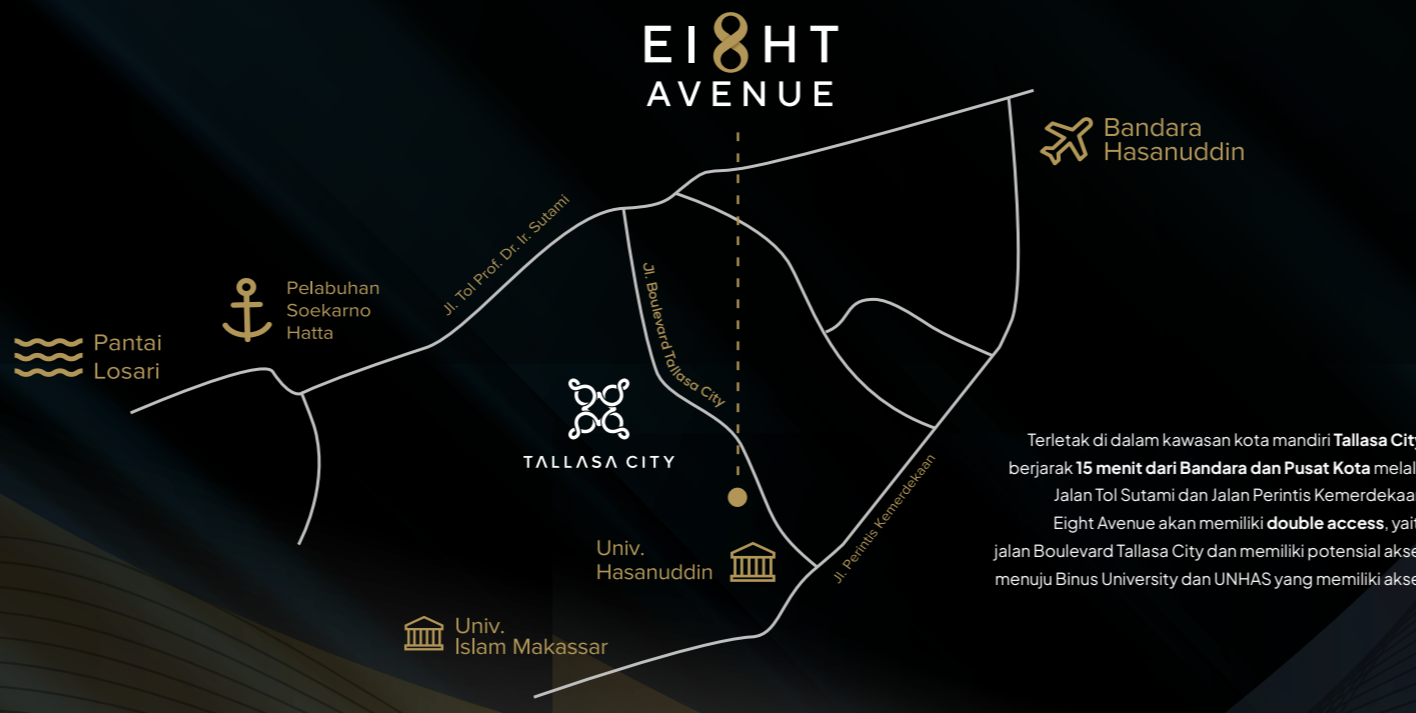 EI8HT
AVENUE
Bandara
Hasanuddin
Jl. Tol Prof. Dr. Ir. Sutami
Pelabuhan
Soekarno
Hatta
Pantai
Losari
Jl. Boulevard Tallasa City
TALLASA CITY
Jl. Perintis Kemerdekaan
Univ.
Hasanuddin
Univ.
Islam Makassar
Terletak di dalam kawasan kota mandiri Tallasa City
berjarak 15 menit dari Bandara dan Pusat Kota melal
Jalan Tol Sutami dan Jalan Perintis Kemerdekaa
Eight Avenue akan memiliki double access, yait
jalan Boulevard Tallasa City dan memiliki potensial akse
menuju Binus University dan UNHAS yang memiliki akse